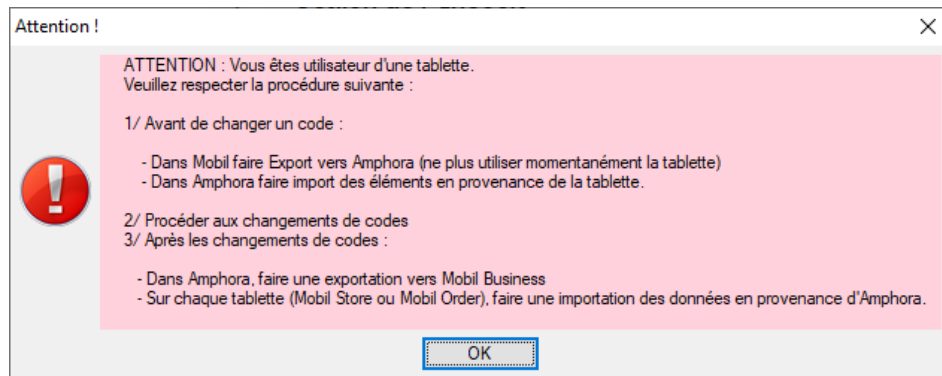 Attention !
ATTENTION : Vous êtes utilisateur d'une tablette.
Veuillez respecter la procédure suivante :
1/ Avant de changer un code :
- Dans Mobil faire Export vers Amphora (ne plus utiliser momentanément la tablette)
- Dans Amphora faire import des éléments en provenance de la tablette.
2/ Procéder aux changements de codes
3/ Après les changements de codes :
- Dans Amphora, faire une exportation vers Mobil Business
- Sur chaque tablette (Mobil Store ou Mobil Order), faire une importation des données en provenance d'Amphora.
OK